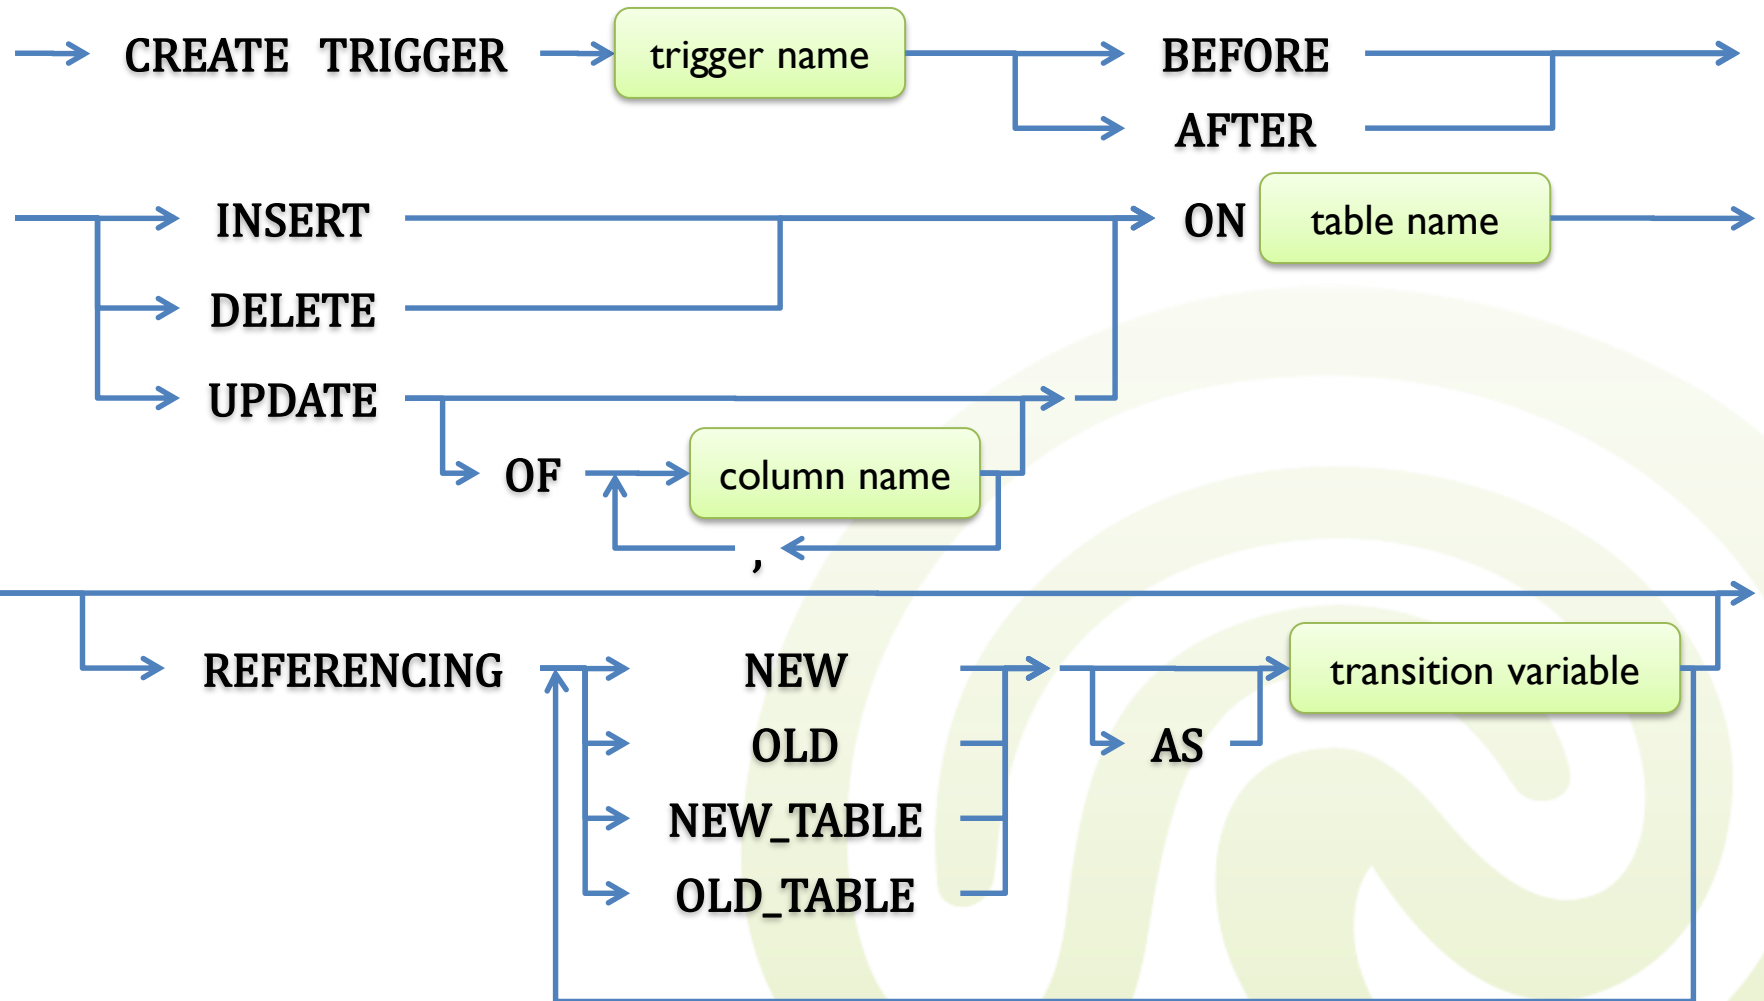 CREATE TRIGGER trigger name BEFORE
AFTER
INSERT ON table name
DELETE
UPDATE
OF column name
,
REFERENCING NEW transition variable
OLD AS
NEW_TABLE
OLD_TABLE